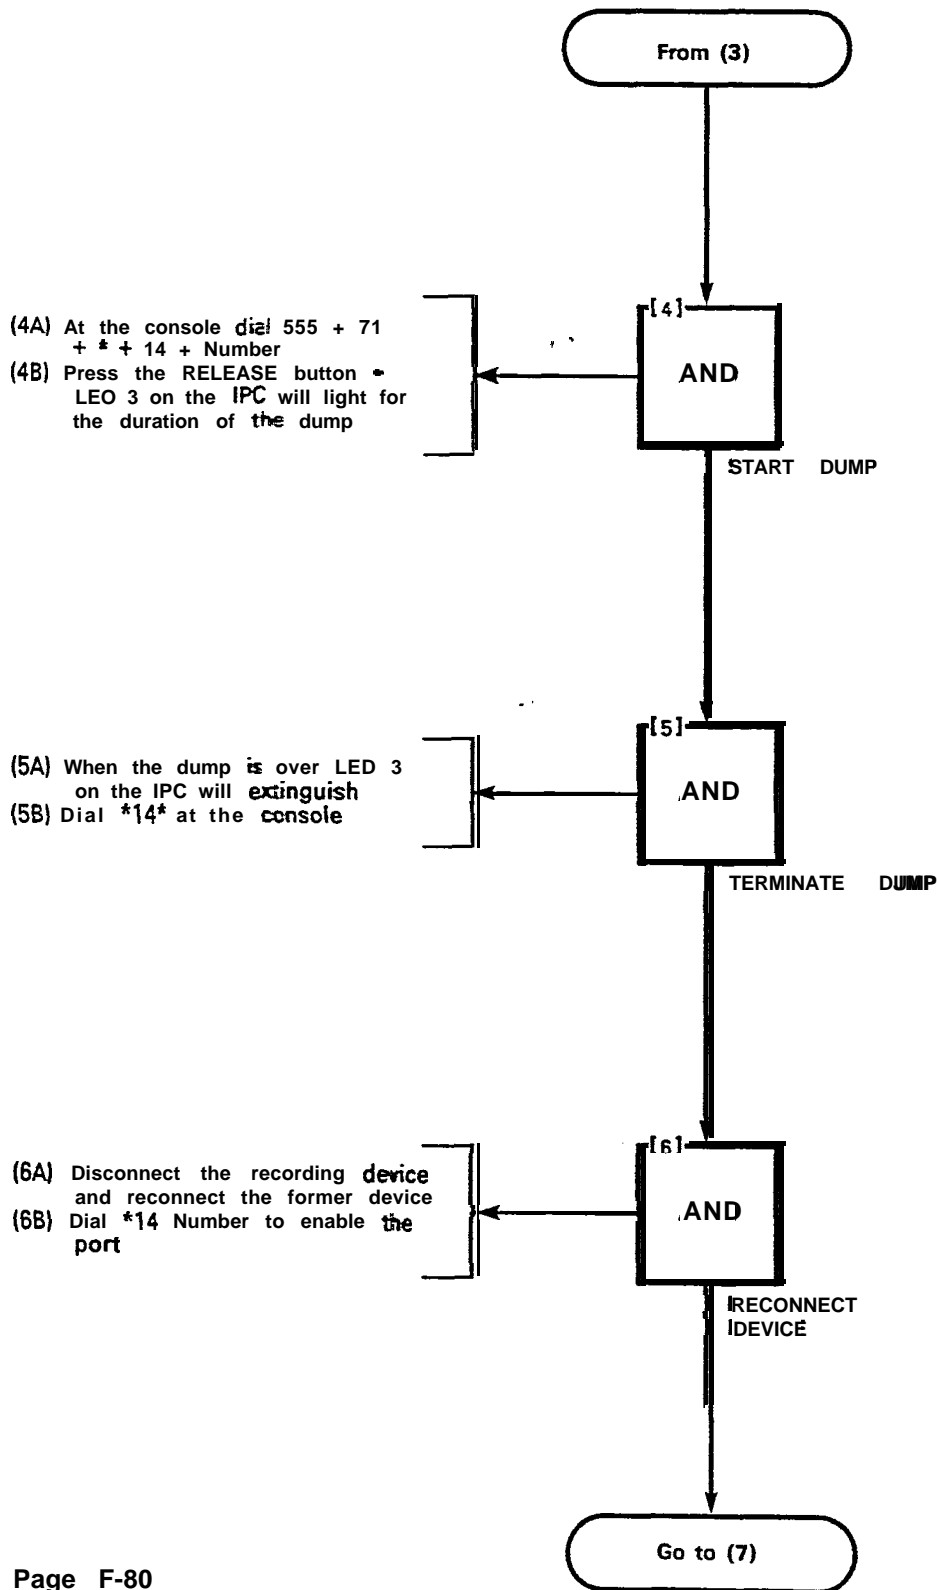 From (3)
[4]
(4A) At the console dial 555 + 71
+ * + 14 + Number
(4B) Press the RELEASE button -
LEO 3 on the IPC will light for
the duration of the dump
AND
START DUMP
[5]
(5A) When the dump is over LED 3
on the IPC will extinguish
(5B) Dial *14* at the console
AND
TERMINATE DUMP
[6]
(6A) Disconnect the recording device
and reconnect the former device
(6B) Dial *14 Number to enable the
port
AND
RECONNECT
DEVICE
Go to (7)
Page F-80